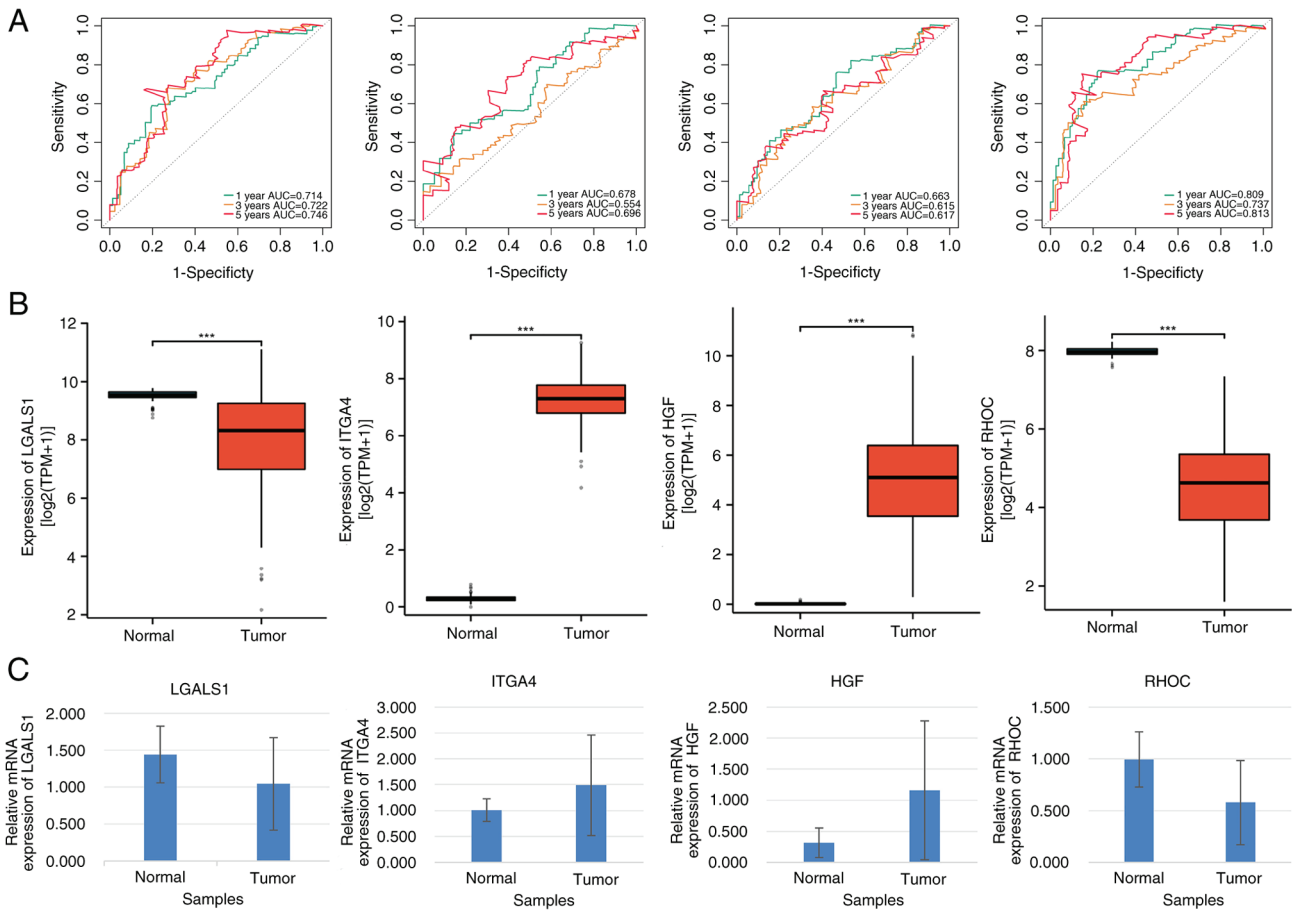 A
1.0
0.8
0.6
0.4
0.2
0.0
Sensitivity
1 year AUC=0.714
3 years AUC=0.722
5 years AUC=0.746
0.0 0.2 0.4 0.6 0.8 1.0
1-Specificty
1.0
0.8
0.6
0.4
0.2
0.0
Sensitivity
1 year AUC=0.678
3 years AUC=0.554
5 years AUC=0.696
0.0 0.2 0.4 0.6 0.8 1.0
1-Specificty
1.0
0.8
0.6
0.4
0.2
0.0
Sensitivity
1 year AUC=0.663
3 years AUC=0.615
5 years AUC=0.617
0.0 0.2 0.4 0.6 0.8 1.0
1-Specificty
1.0
0.8
0.6
0.4
0.2
0.0
Sensitivity
1 year AUC=0.809
3 years AUC=0.737
5 years AUC=0.813
0.0 0.2 0.4 0.6 0.8 1.0
1-Specificty
B
Expression of LGALS1
[log2(TPM+1)]
12
10
8
6
4
2
***
Normal Tumor
Expression of ITGA4
[log2(TPM+1)]
10
8
6
4
2
0
***
Normal Tumor
Expression of HGF
[log2(TPM+1)]
10
8
6
4
2
0
***
Normal Tumor
Expression of RHOC
[log2(TPM+1)]
8
6
4
2
***
Normal Tumor
C
LGALS1
Relative mRNA
expression of LGALS1
2.000
1.500
1.000
0.500
0.000
Normal Tumor
Samples
ITGA4
Relative mRNA
expression of ITGA4
3.000
2.500
2.000
1.500
1.000
0.500
0.000
Normal Tumor
Samples
HGF
Relative mRNA
expression of HGF
2.500
2.000
1.500
1.000
0.500
0.000
Normal Tumor
Samples
RHOC
Relative mRNA
expression of RHOC
1.500
1.000
0.500
0.000
Normal Tumor
Samples